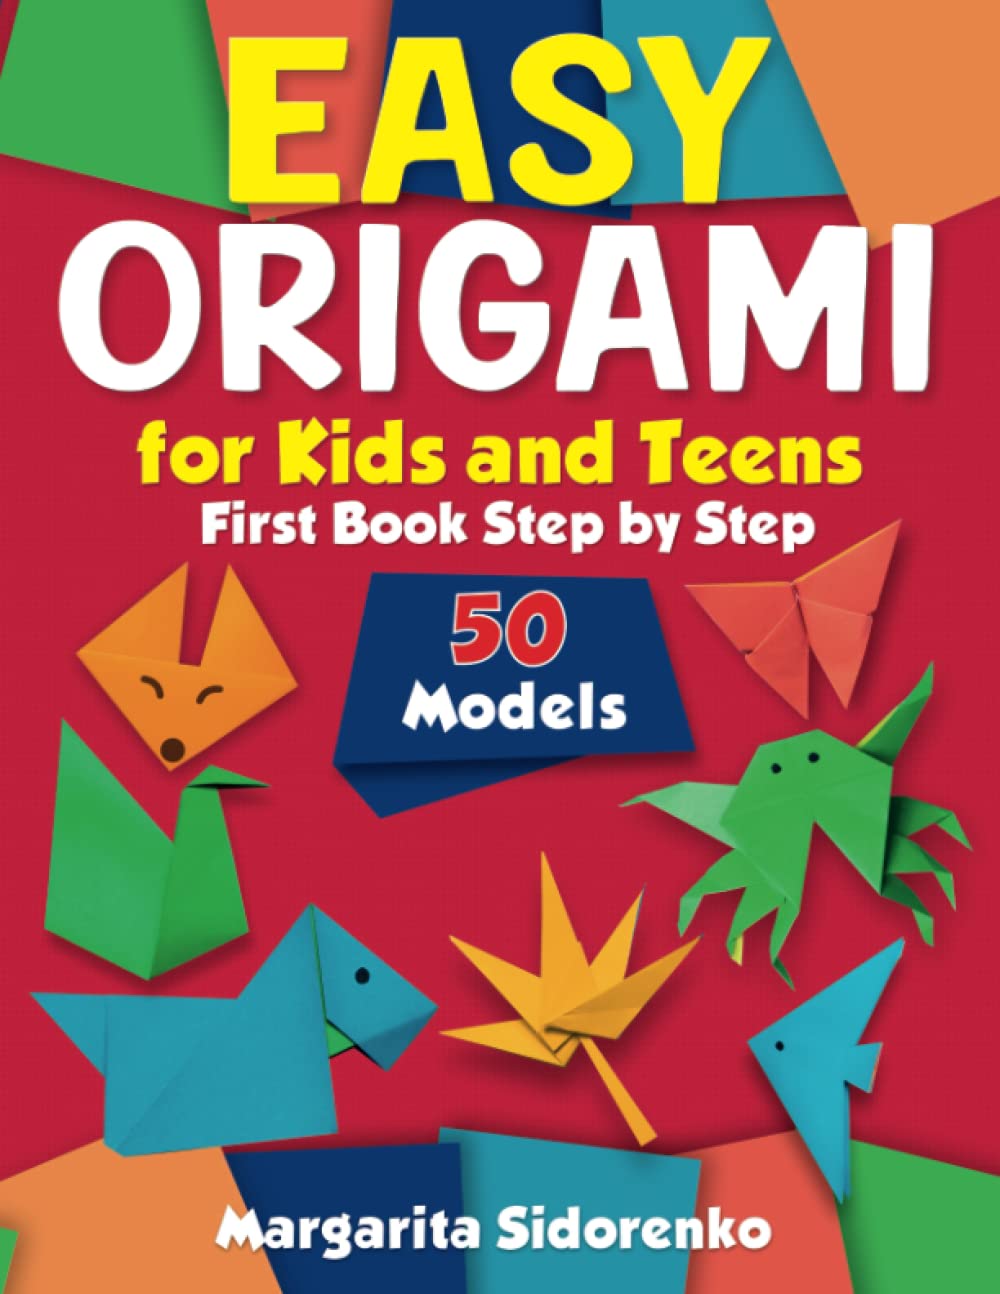 EASY
ORIGAMI
for Kids and Teens
First Book Step by Step
50
Models
Margarita Sidorenko